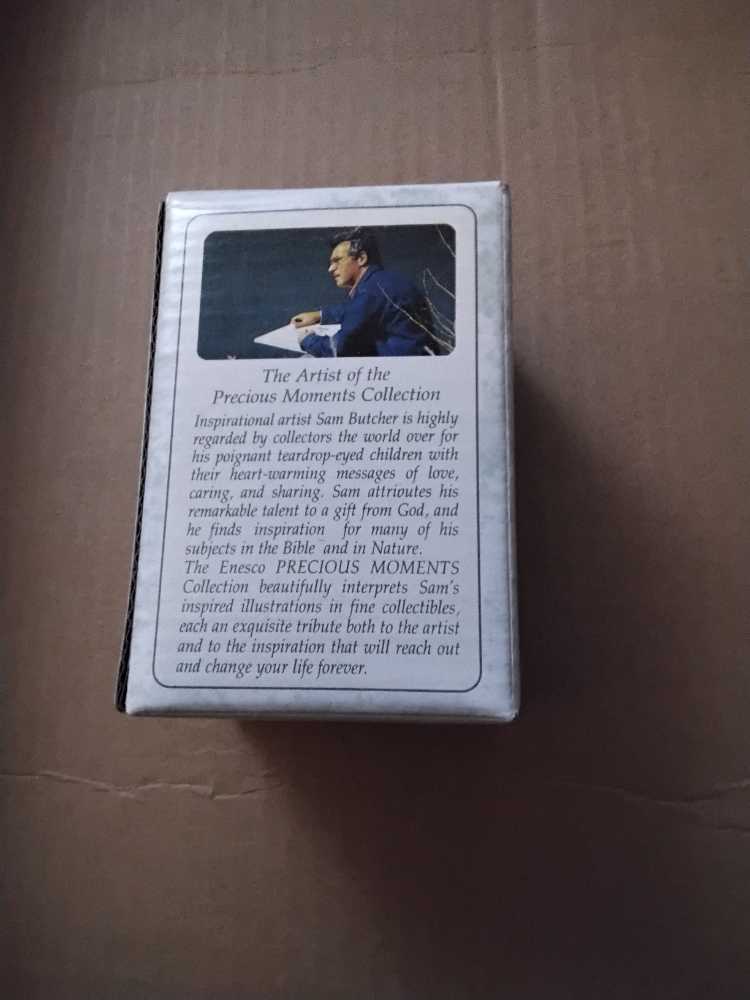 The Artist of the
Precious Moments Collection
Inspirational artist Sam Butcher is highly
regarded by collectors the world over for
his poignant teardrop-eyed children with
their heart-warming messages of love,
caring, and sharing. Sam attrioutes his
remarkable talent to a gift from God, and
he finds inspiration for many of his
subjects in the Bible and in Nature.
The Enesco PRECIOUS MOMENTS
Collection beautifully interprets Sam's
inspired illustrations in fine collectibles,
each an exquisite tribute both to the artist
and to the inspiration that will reach out
and change your life forever.